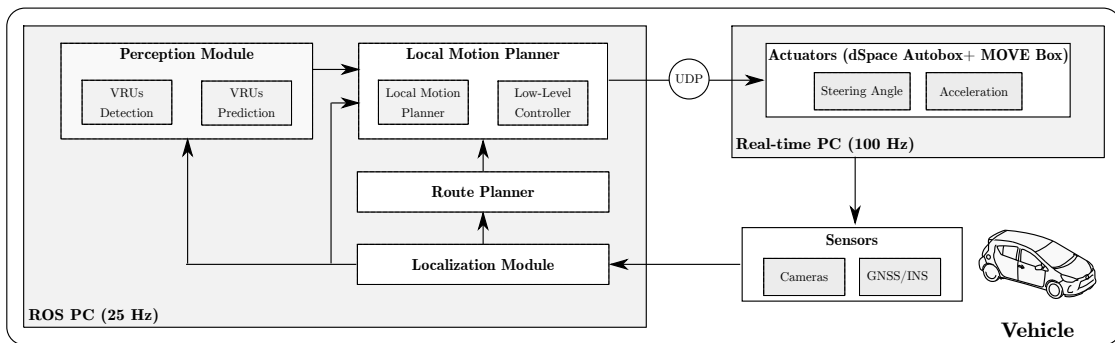 Perception Module
VRUs
Detection
VRUs
Prediction
Local Motion Planner
Local Motion
Planner
Low-Level
Controller
UDP
Actuators (dSpace Autobox+ MOVE Box)
Steering Angle
Acceleration
Real-time PC (100 Hz)
Route Planner
Localization Module
Sensors
Cameras
GNSS/INS
ROS PC (25 Hz)
Vehicle